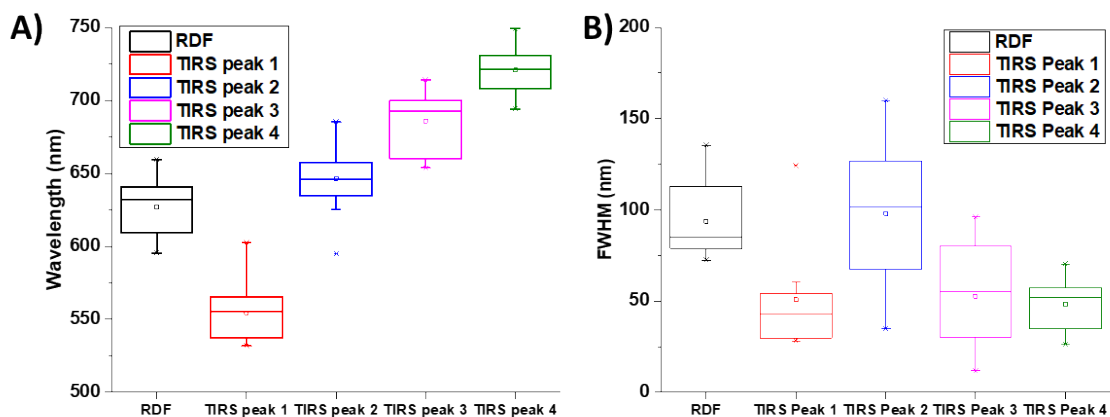 A)
Wavelength (nm)
750
700
650
600
550
500
RDF
TIRS peak 1
TIRS peak 2
TIRS peak 3
TIRS peak 4
RDF TIRS peak 1 TIRS peak 2 TIRS peak 3 TIRS peak 4
B)
FWHM (nm)
200
150
100
50
0
RDF
TIRS Peak 1
TIRS Peak 2
TIRS Peak 3
TIRS Peak 4
RDF TIRS Peak 1 TIRS Peak 2 TIRS Peak 3 TIRS Peak 4